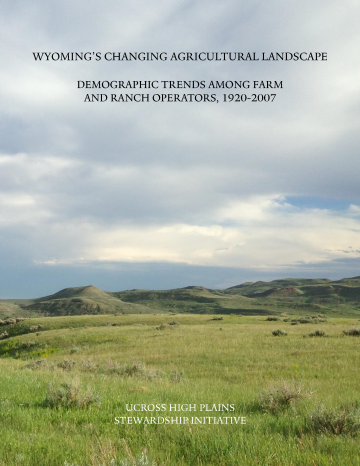 WYOMING'S CHANGING AGRICULTURAL LANDSCAPE
DEMOGRAPHIC TRENDS AMONG FARM
AND RANCH OPERATORS, 1920-2007
UCROSS HIGH PLAINS
STEWARDSHIP INITIATIVE